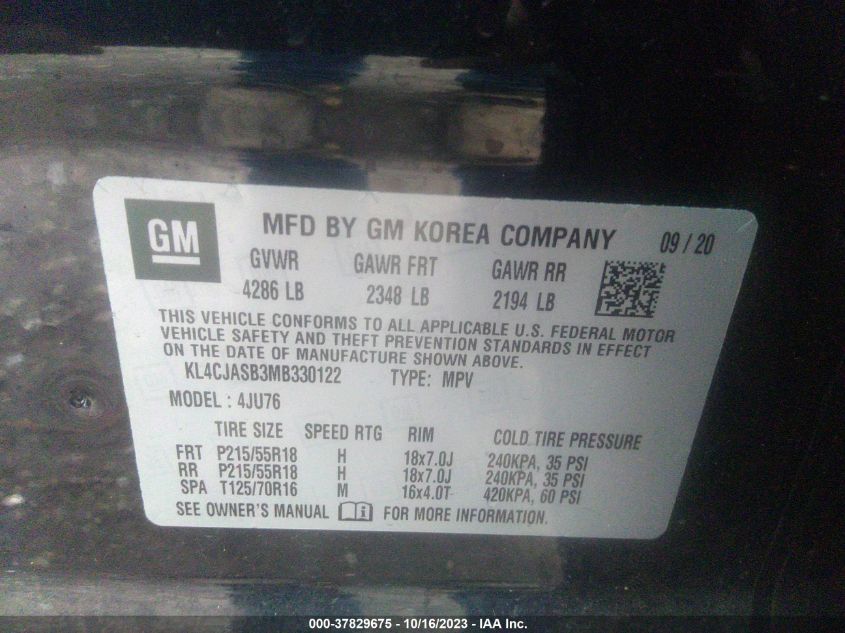 GM
MFD BY GM KOREA COMPANY 09 / 20
GVWR GAWR FRT GAWR RR
4286 LB 2348 LB 2194 LB
THIS VEHICLE CONFORMS TO ALL APPLICABLE U.S. FEDERAL MOTOR
VEHICLE SAFETY AND THEFT PREVENTION STANDARDS IN EFFECT
ON THE DATE OF MANUFACTURE SHOWN ABOVE.
KL4CJASB3MB330122 TYPE: MPV
MODEL : 4JU76
TIRE SIZE SPEED RTG RIM COLD TIRE PRESSURE
FRT P215/55R18 H 18x7.0J 240KPA, 35 PSI
RR P215/55R18 H 18x7.0J 240KPA, 35 PSI
SPA T125/70R16 M 16x4.0T 420KPA, 60 PSI
SEE OWNER'S MANUAL FOR MORE INFORMATION.
000-37829675 - 10/16/2023 - IAA Inc.